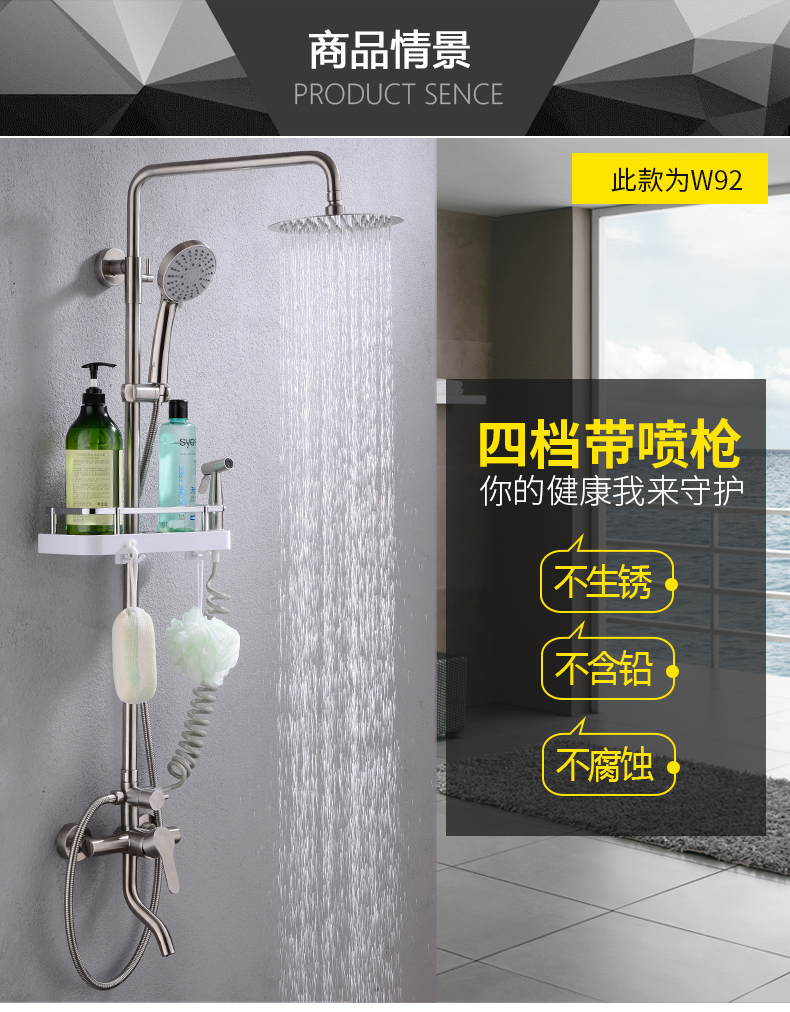 商品情景
PRODUCT SENCE
此款为W92
四档带喷枪
你的健康我来守护
不生锈
不含铅
不腐蚀